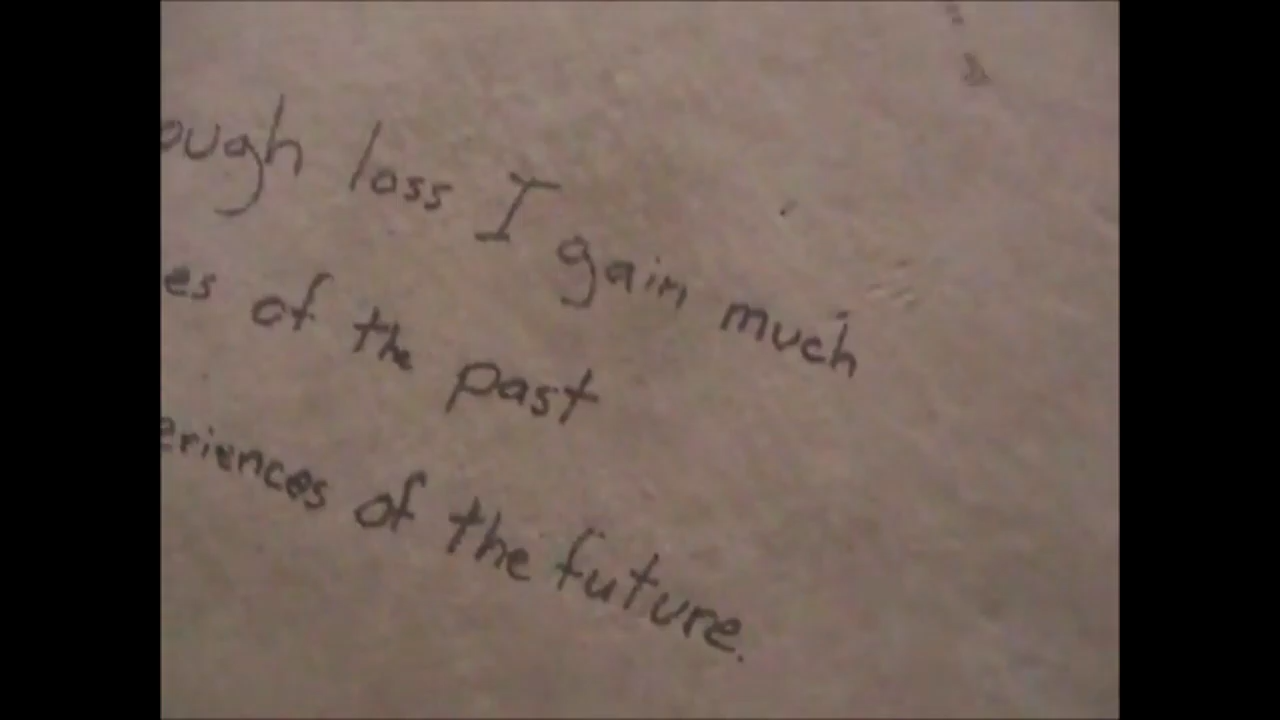 ough loss I gain much
es of the past
eriences of the future.